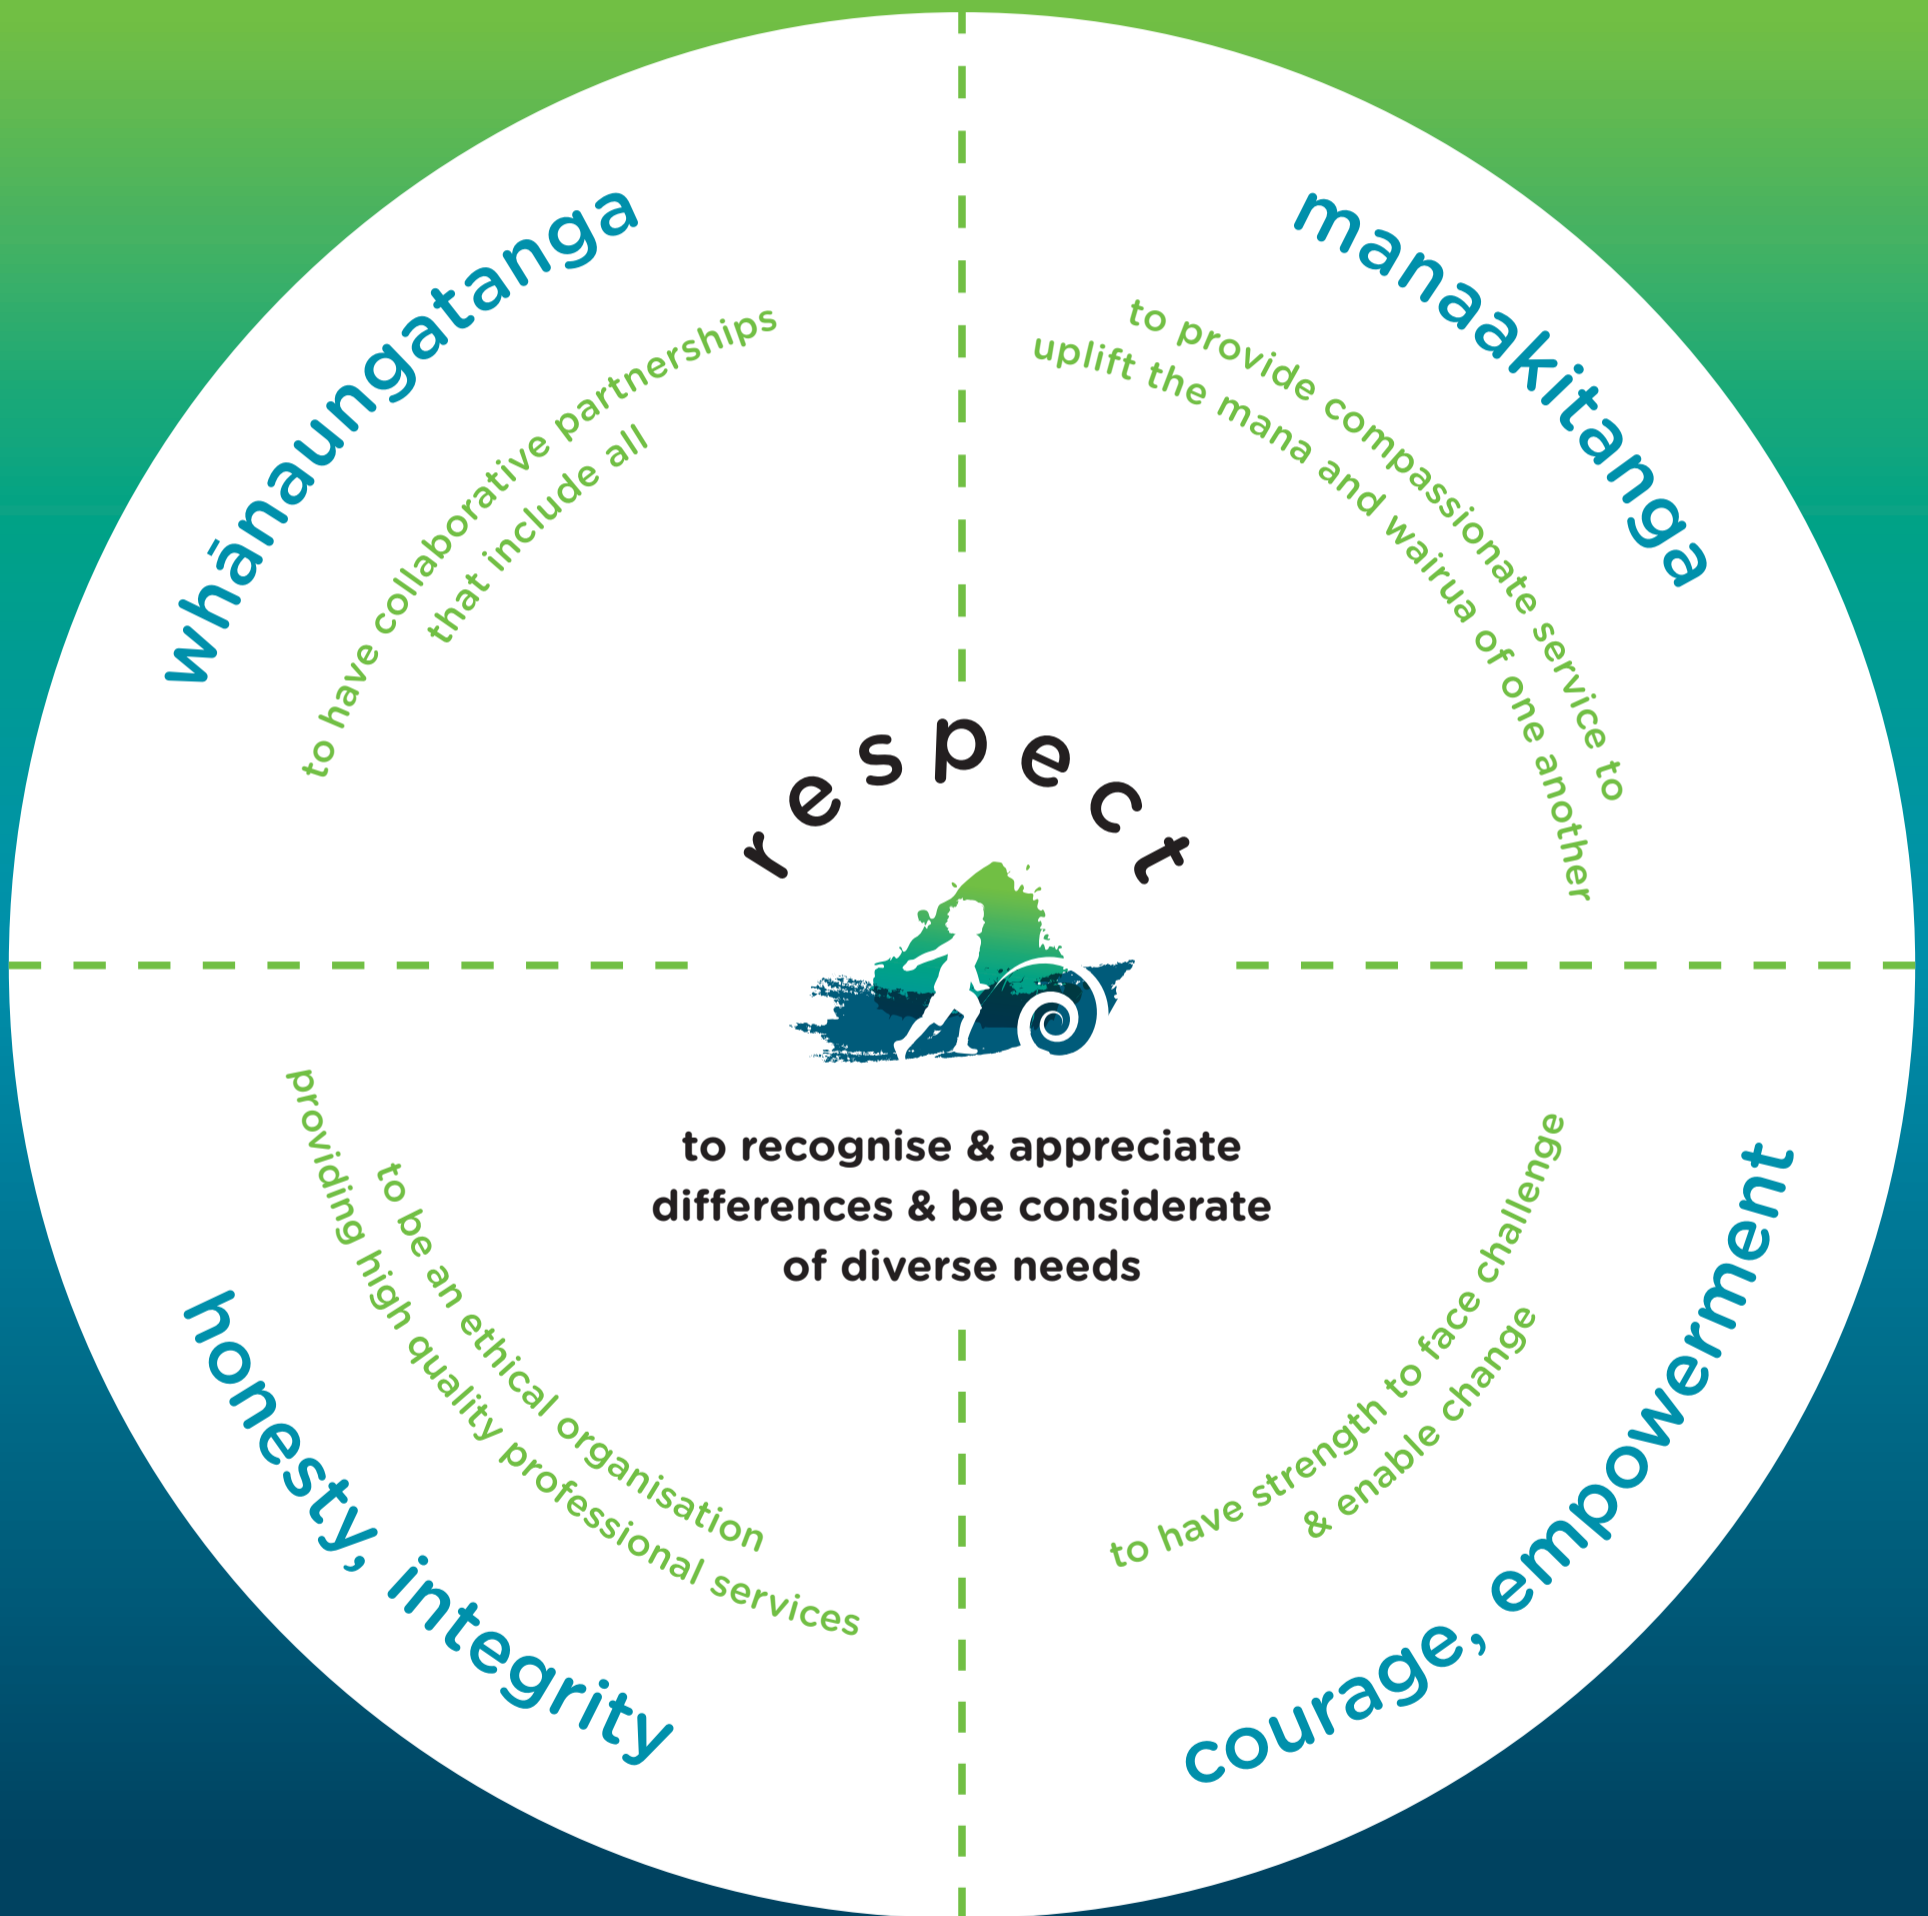 whānaungatanga
to have collaborative partnerships
that include all
manaakitanga
to provide compassionate service to
uplift the mana and wairua of one another
respect
to recognise & appreciate
differences & be considerate
of diverse needs
to be an ethical organisation
providing high quality professional services
honesty, integrity
to have strength to face challenge
& enable change
courage, empowerment